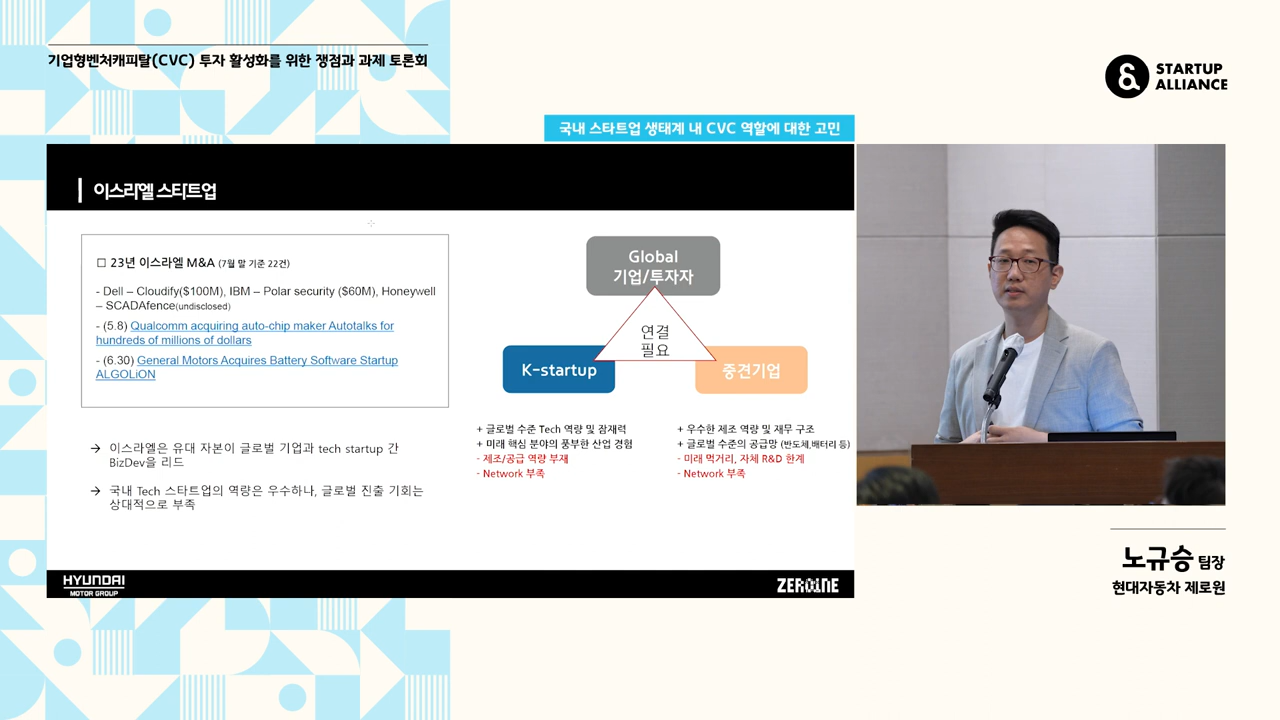 기업형벤처캐피탈(CVC) 투자 활성화를 위한 쟁점과 과제 토론회
STARTUP
ALLIANCE
국내 스타트업 생태계 내 CVC 역할에 대한 고민
이스라엘 스타트업
□ 23년 이스라엘 M&A (7월 말 기준 22건)
- Dell – Cloudify($100M), IBM – Polar security ($60M), Honeywell
– SCADAfence(undisclosed)
- (5.8) Qualcomm acquiring auto-chip maker Autotalks for
hundreds of millions of dollars
- (6.30) General Motors Acquires Battery Software Startup
ALGOLiON
→ 이스라엘은 유대 자본이 글로벌 기업과 tech startup 간
BizDev을 리드
→ 국내 Tech 스타트업의 역량은 우수하나, 글로벌 진출 기회는
상대적으로 부족
Global
기업/투자자
연결
필요
K-startup
중견기업
+ 글로벌 수준 Tech 역량 및 잠재력
+ 미래 핵심 분야의 풍부한 산업 경험
- 제조/공급 역량 부재
- Network 부족
+ 우수한 제조 역량 및 재무 구조
+ 글로벌 수준의 공급망 (반도체,배터리 등)
- 미래 먹거리, 자체 R&D 한계
- Network 부족
HYUNDAI
MOTOR GROUP
ZER01NE
노규승 팀장
현대자동차 제로원